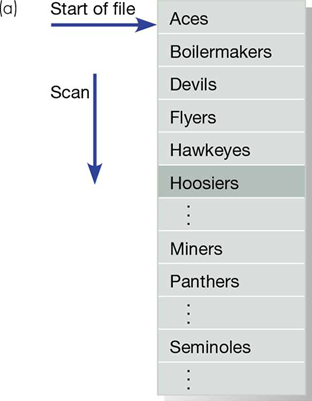 (a)
Start of file
Scan
Aces
Boilermakers
Devils
Flyers
Hawkeyes
Hoosiers
⋮
Miners
Panthers
⋮
Seminoles
⋮